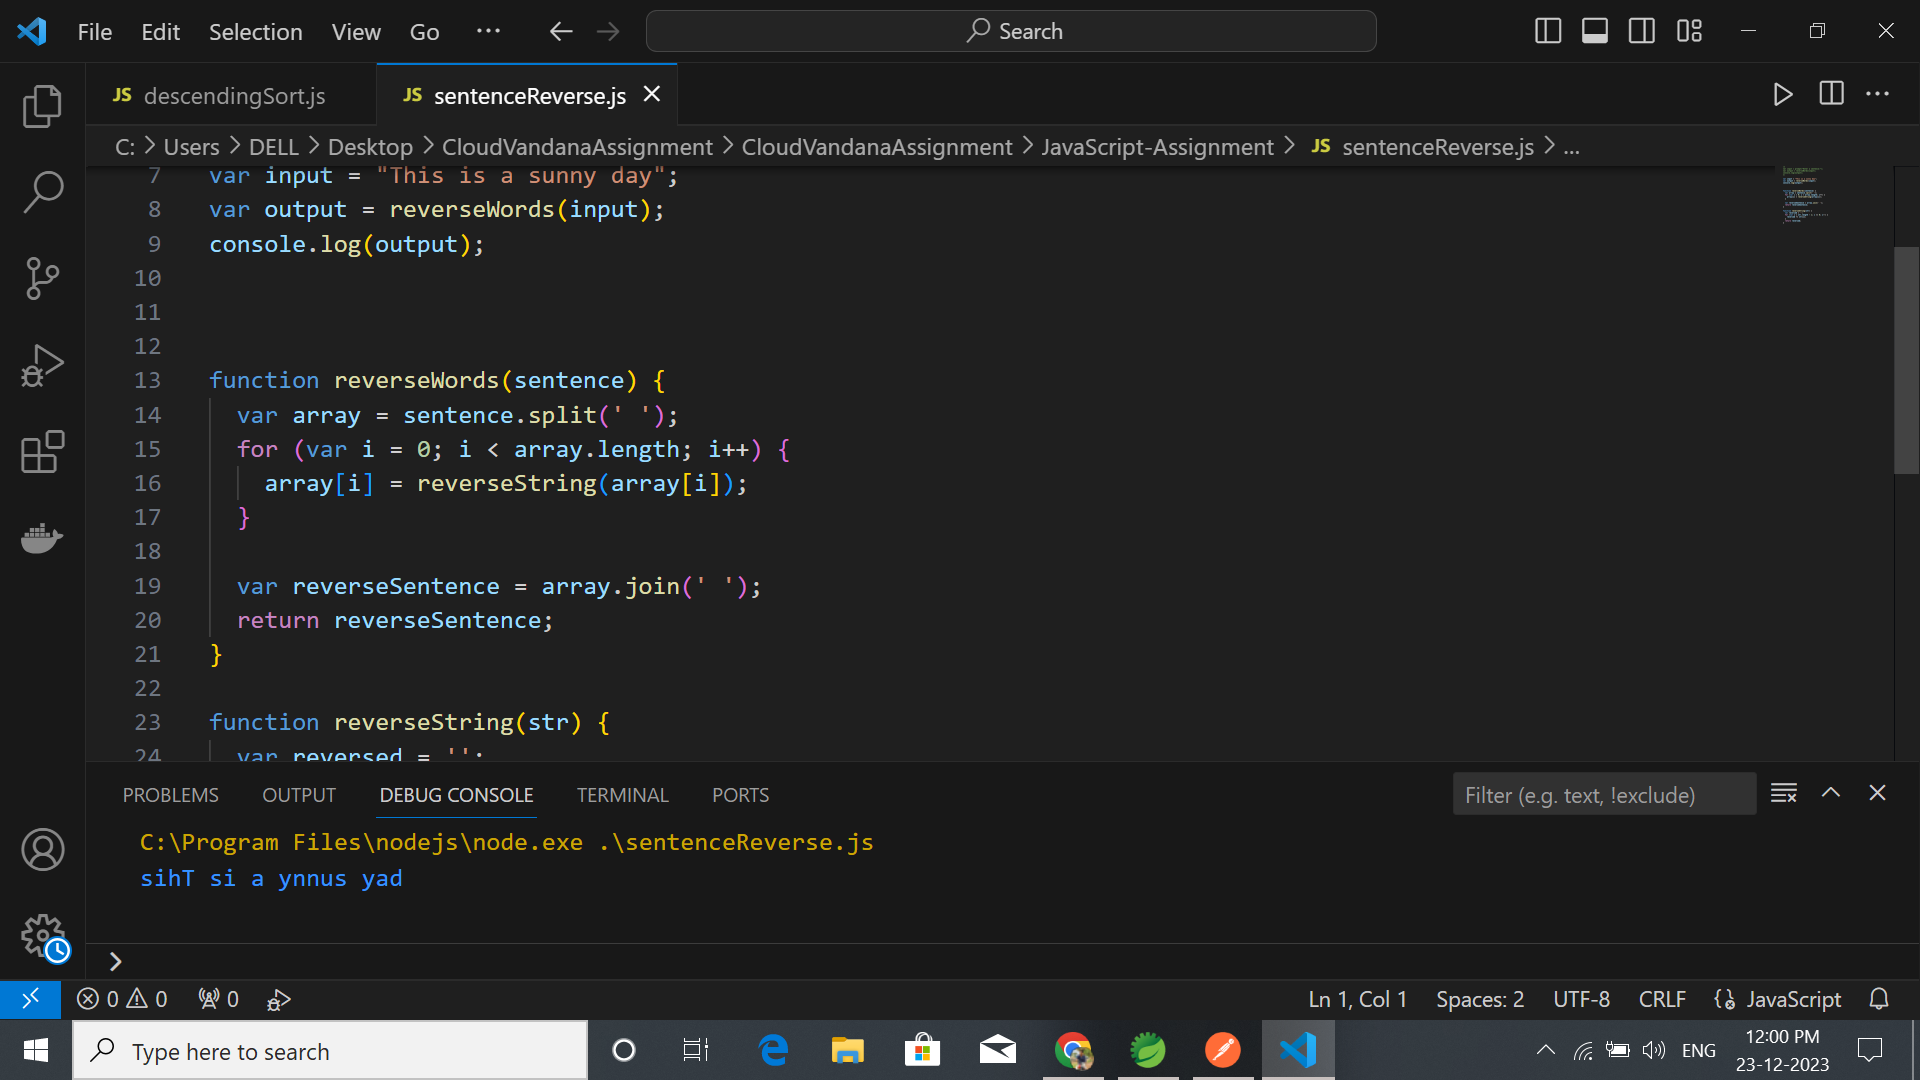 File Edit Selection View Go ... Search
JS descendingSort.js JS sentenceReverse.js
C: > Users > DELL > Desktop > CloudVandanaAssignment > CloudVandanaAssignment > JavaScript-Assignment > JS sentenceReverse.js > ...
7 var input = "This is a sunny day";
8 var output = reverseWords(input);
9 console.log(output);
10
11
12
13 function reverseWords(sentence) {
14 var array = sentence.split(' ');
15 for (var i = 0; i < array.length; i++) {
16 array[i] = reverseString(array[i]);
17 }
18
19 var reverseSentence = array.join(' ');
20 return reverseSentence;
21 }
22
23 function reverseString(str) {
24 var reversed = '';
PROBLEMS OUTPUT DEBUG CONSOLE TERMINAL PORTS Filter (e.g. text, !exclude)
C:\Program Files\nodejs\node.exe .\sentenceReverse.js
sihT si a ynnus yad
>
0 0 0 Ln 1, Col 1 Spaces: 2 UTF-8 CRLF JavaScript
Type here to search ENG 12:00 PM
23-12-2023